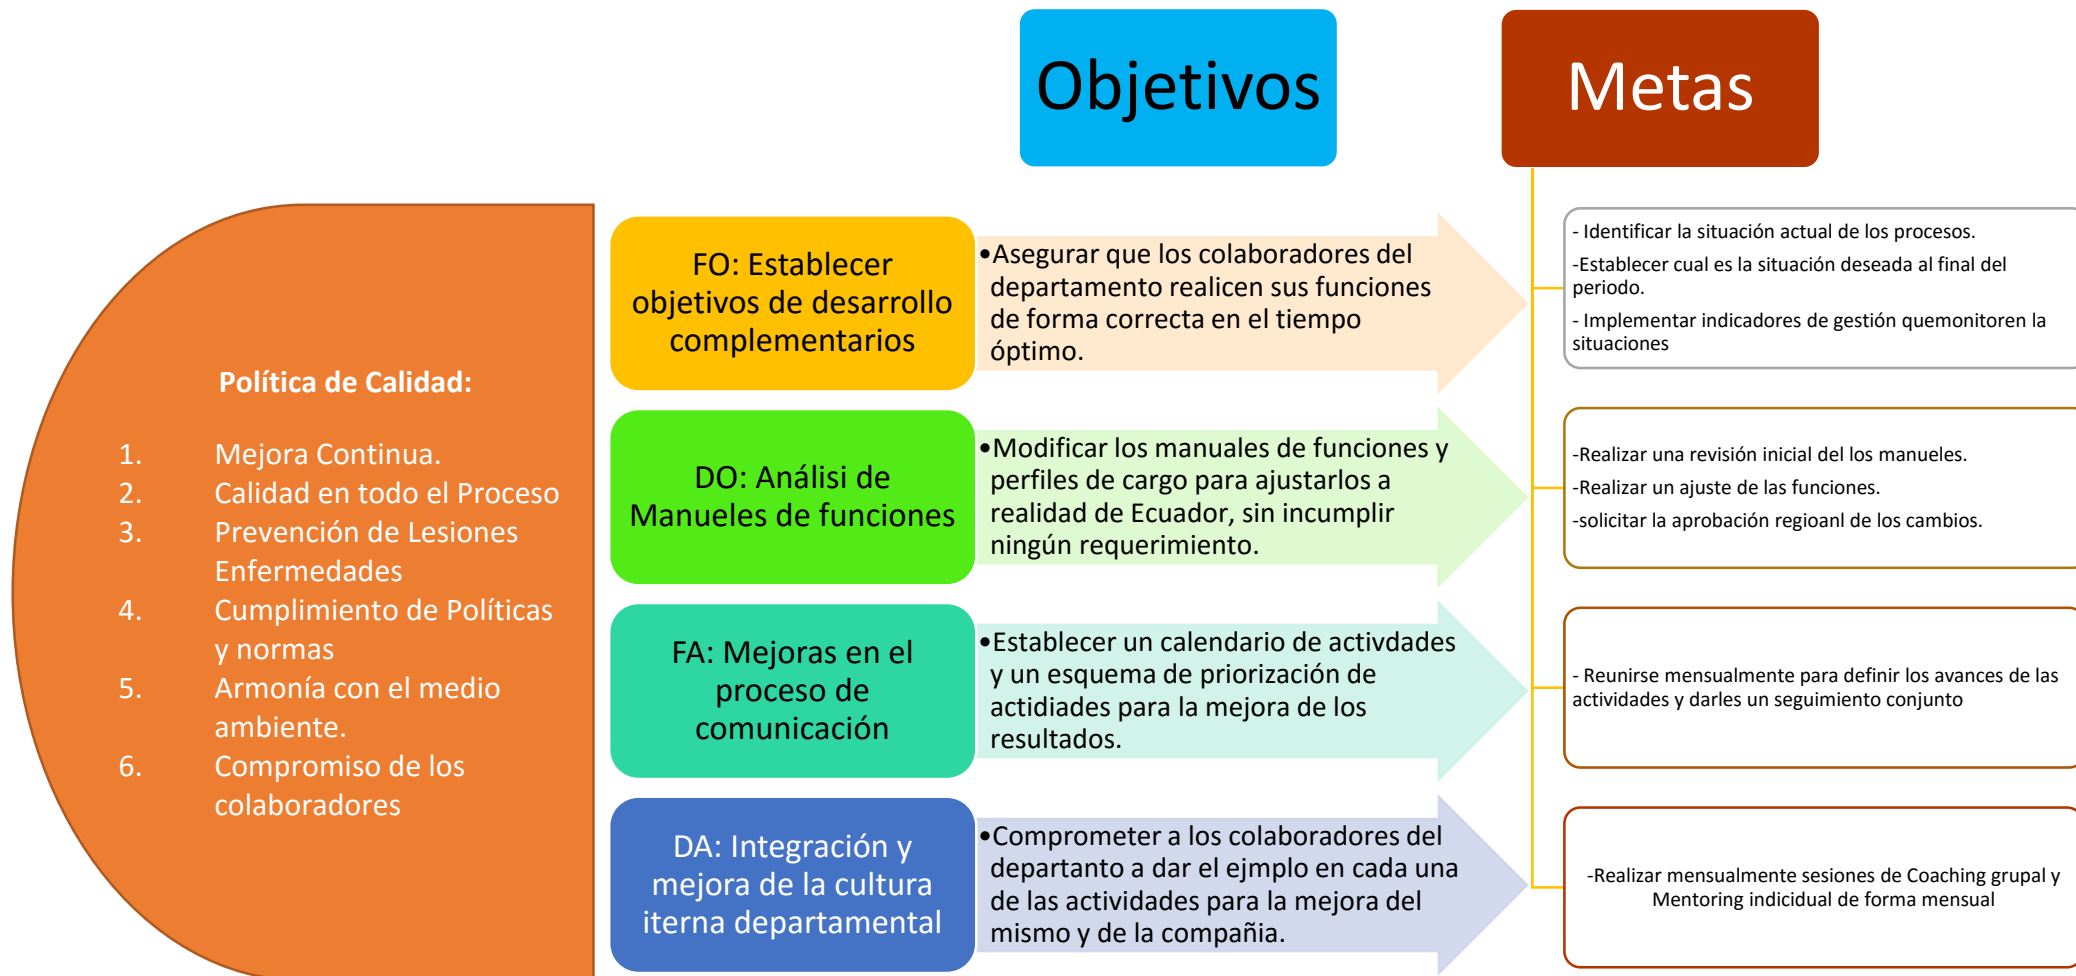 Objetivos
Metas
Política de Calidad:
1. Mejora Continua.
2. Calidad en todo el Proceso
3. Prevención de Lesiones
Enfermedades
4. Cumplimiento de Políticas
y normas
5. Armonía con el medio
ambiente.
6. Compromiso de los
colaboradores
FO: Establecer
objetivos de desarrollo
complementarios
•Asegurar que los colaboradores del
departamento realicen sus funciones
de forma correcta en el tiempo
óptimo.
- Identificar la situación actual de los procesos.
-Establecer cual es la situación deseada al final del
periodo.
- Implementar indicadores de gestión quemonitoren la
situaciones
DO: Análisi de
Manueles de funciones
•Modificar los manuales de funciones y
perfiles de cargo para ajustarlos a
realidad de Ecuador, sin incumplir
ningún requerimiento.
-Realizar una revisión inicial del los manueles.
-Realizar un ajuste de las funciones.
-solicitar la aprobación regioanl de los cambios.
FA: Mejoras en el
proceso de
comunicación
•Establecer un calendario de activdades
y un esquema de priorización de
actidiades para la mejora de los
resultados.
- Reunirse mensualmente para definir los avances de las
actividades y darles un seguimiento conjunto
DA: Integración y
mejora de la cultura
iterna departamental
•Comprometer a los colaboradores del
departanto a dar el ejmplo en cada una
de las actividades para la mejora del
mismo y de la compañia.
-Realizar mensualmente sesiones de Coaching grupal y
Mentoring indicidual de forma mensual